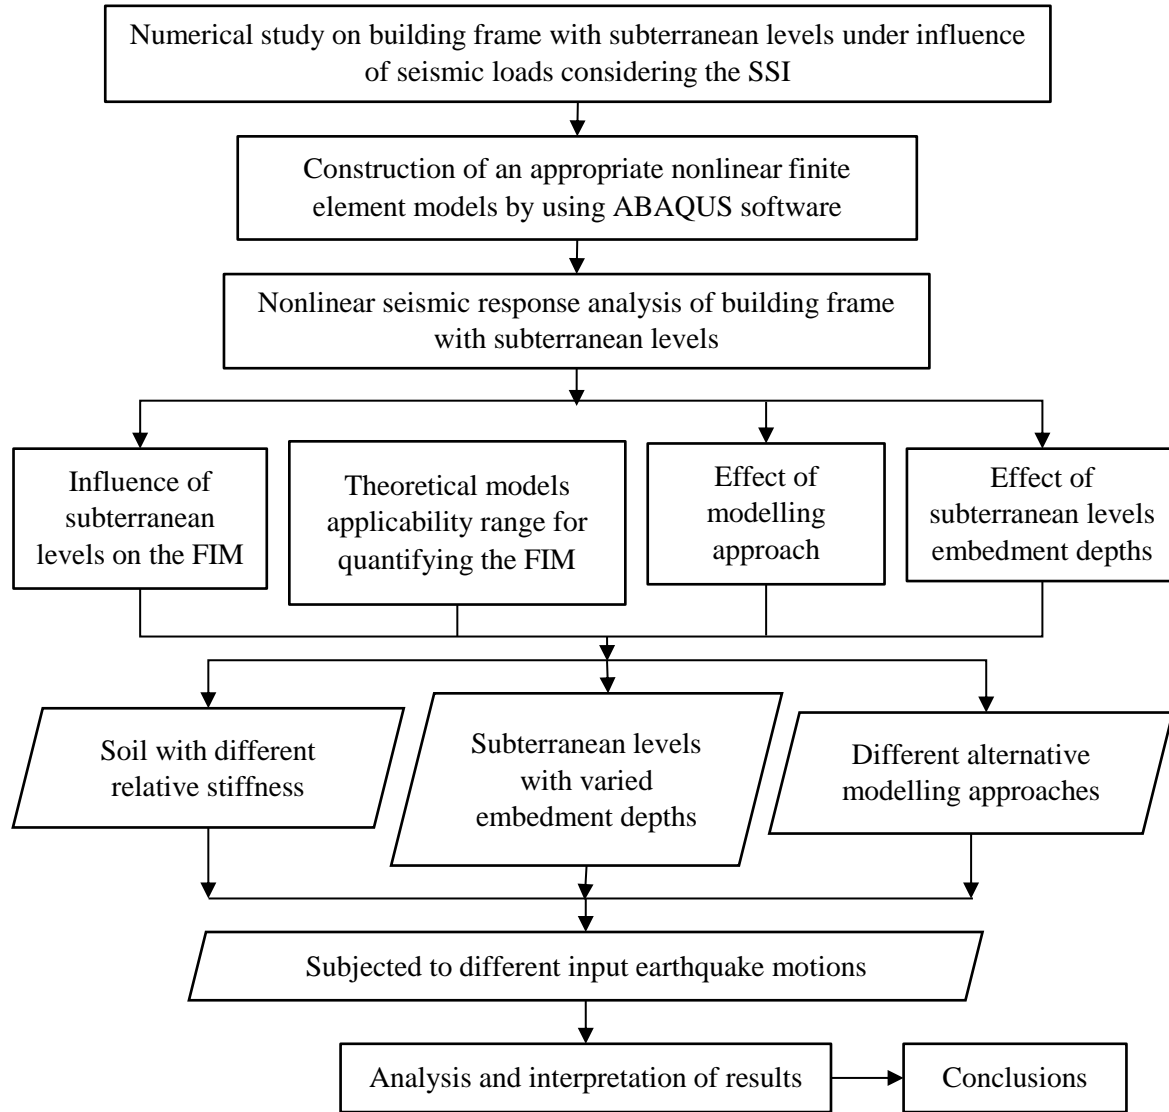 Numerical study on building frame with subterranean levels under influence
of seismic loads considering the SSI
Construction of an appropriate nonlinear finite
element models by using ABAQUS software
Nonlinear seismic response analysis of building frame
with subterranean levels
Influence of
subterranean
levels on the FIM
Theoretical models
applicability range for
quantifying the FIM
Effect of
modelling
approach
Effect of
subterranean levels
embedment depths
Soil with different
relative stiffness
Subterranean levels
with varied
embedment depths
Different alternative
modelling approaches
Subjected to different input earthquake motions
Analysis and interpretation of results
Conclusions